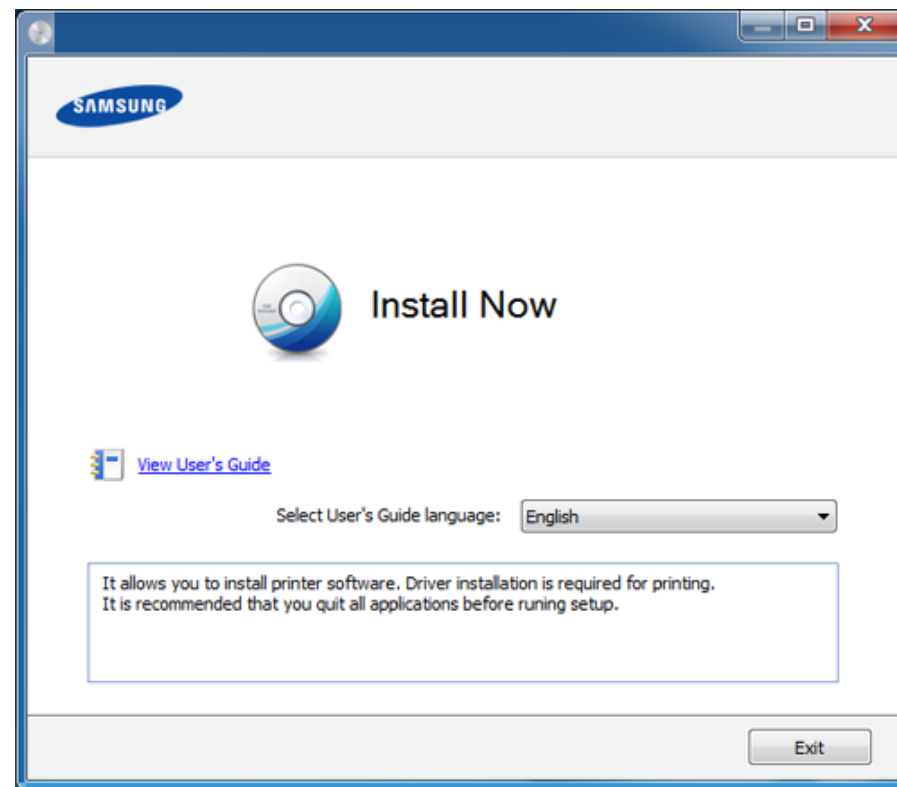 SAMSUNG
Install Now
View User's Guide
Select User's Guide language: English
It allows you to install printer software. Driver installation is required for printing.
It is recommended that you quit all applications before runing setup.
Exit